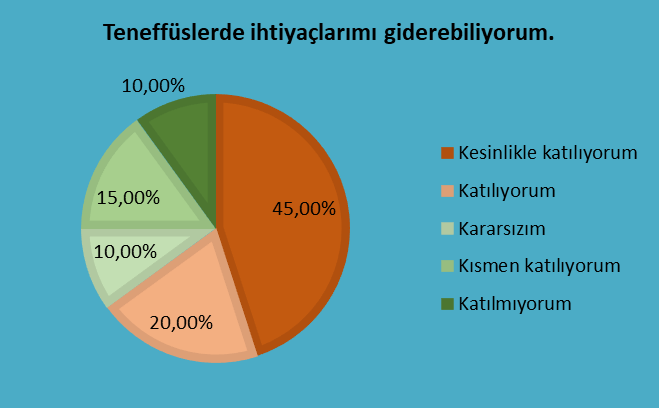 Teneffüslerde ihtiyaçlarımı giderebiliyorum.
10,00%
45,00%
15,00%
10,00%
20,00%
Kesinlikle katılıyorum
Katılıyorum
Kararsızım
Kısmen katılıyorum
Katılmıyorum